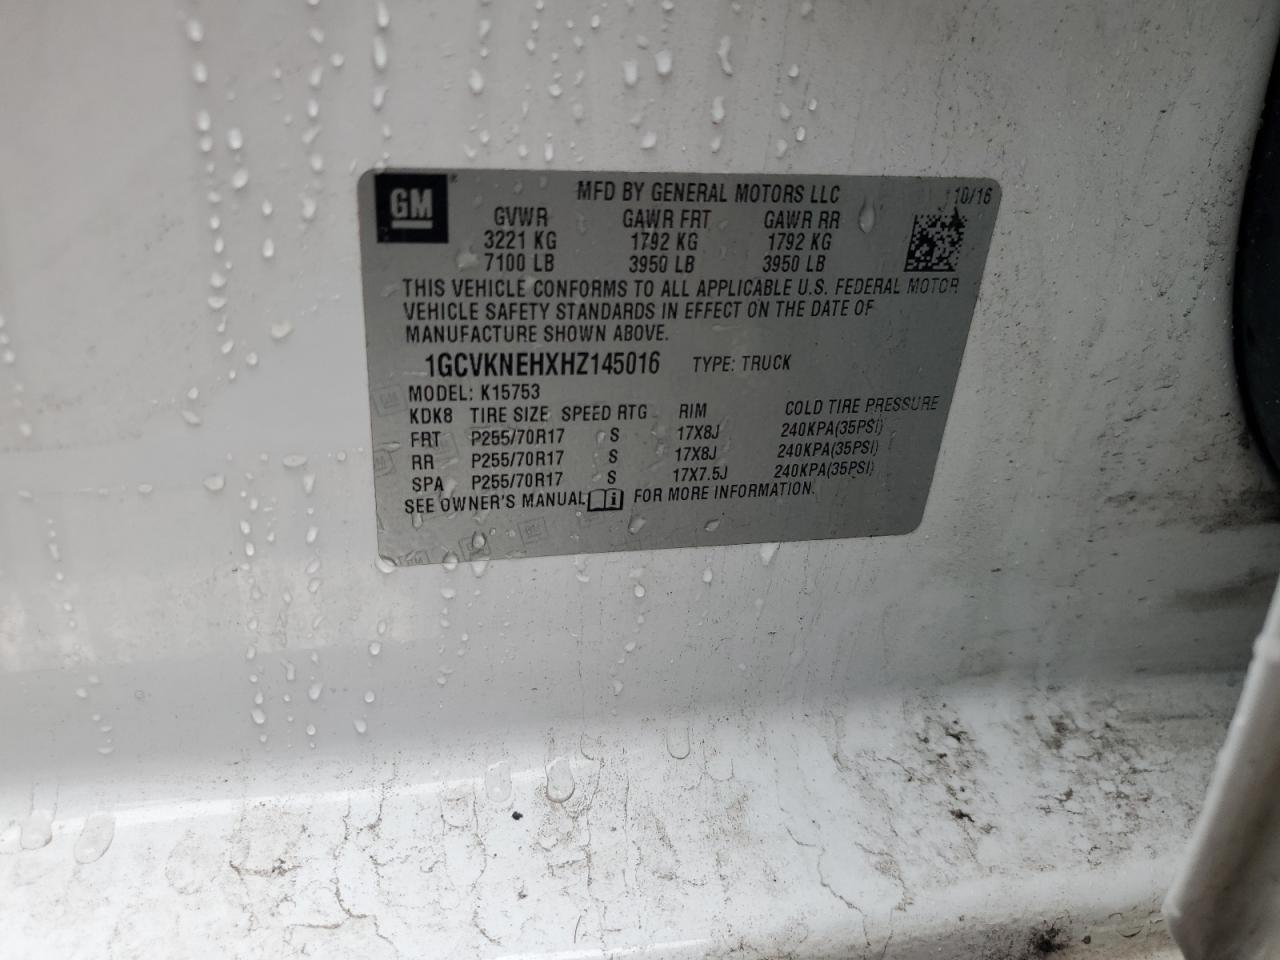 GM® MFD BY GENERAL MOTORS LLC 10/16
GVWR GAWR FRT GAWR RR
3221 KG 1792 KG 1792 KG
7100 LB 3950 LB 3950 LB
THIS VEHICLE CONFORMS TO ALL APPLICABLE U.S. FEDERAL MOTOR
VEHICLE SAFETY STANDARDS IN EFFECT ON THE DATE OF
MANUFACTURE SHOWN ABOVE.
1GCVKNEHXHZ145016 TYPE: TRUCK
MODEL: K15753
KDK8 TIRE SIZE SPEED RTG RIM COLD TIRE PRESSURE
FRT P255/70R17 S 17X8J 240KPA(35PSI)
RR P255/70R17 S 17X8J 240KPA(35PSI)
SPA P255/70R17 S 17X7.5J 240KPA(35PSI)
SEE OWNER'S MANUAL i FOR MORE INFORMATION.